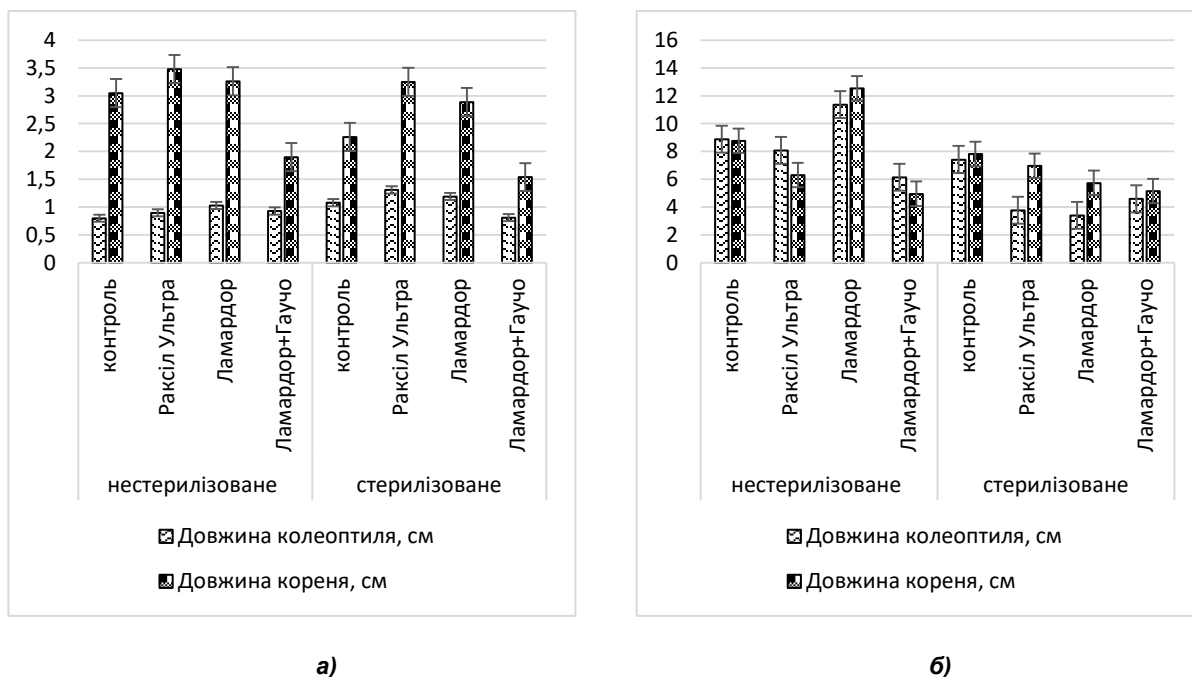 4
3,5
3
2,5
2
1,5
1
0,5
0
контроль
Раксіл Ультра
Ламардор
Ламардор+Гаучо
контроль
Раксіл Ультра
Ламардор
Ламардор+Гаучо
нестерилізоване
стерилізоване
Довжина колеоптиля, см
Довжина кореня, см
а)
16
14
12
10
8
6
4
2
0
контроль
Раксіл Ультра
Ламардор
Ламардор+Гаучо
контроль
Раксіл Ультра
Ламардор
Ламардор+Гаучо
нестерилізоване
стерилізоване
Довжина колеоптиля, см
Довжина кореня, см
б)